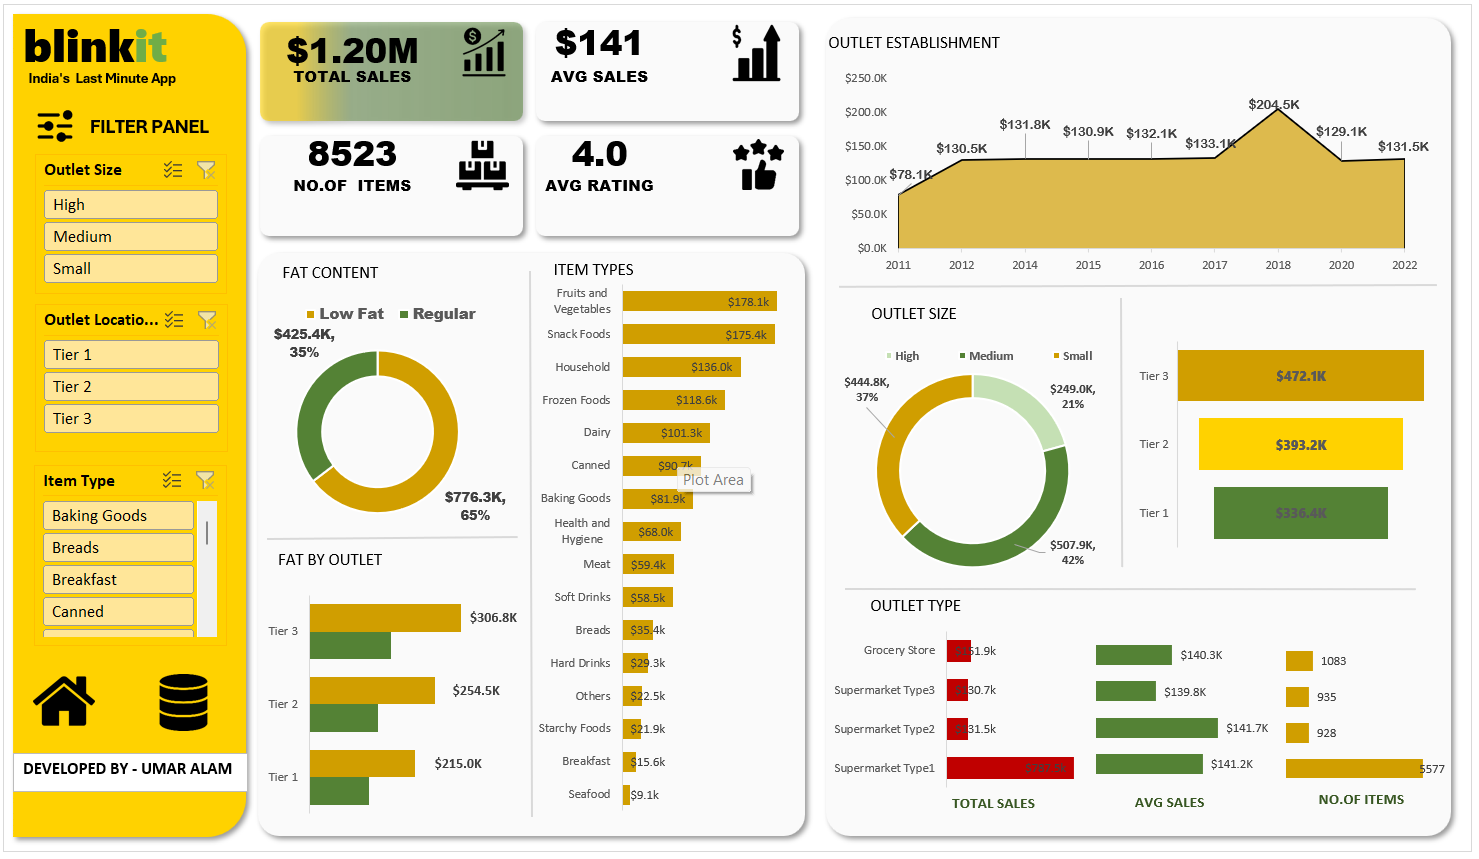 blinkit
India's Last Minute App
FILTER PANEL
Outlet Size
High
Medium
Small
Outlet Locatio...
Tier 1
Tier 2
Tier 3
Item Type
Baking Goods
Breads
Breakfast
Canned
DEVELOPED BY - UMAR ALAM
$1.20M
TOTAL SALES
$141
AVG SALES
8523
NO.OF ITEMS
4.0
AVG RATING
FAT CONTENT
Low Fat Regular
$425.4K,
35%
$776.3K,
65%
FAT BY OUTLET
Tier 3 $306.8K
Tier 2 $254.5K
Tier 1 $215.0K
ITEM TYPES
Fruits and
Vegetables $178.1k
Snack Foods $175.4k
Household $136.0k
Frozen Foods $118.6k
Dairy $101.3k
Canned $90.7k
Plot Area
Baking Goods $81.9k
Health and
Hygiene $68.0k
Meat $59.4k
Soft Drinks $58.5k
Breads $35.4k
Hard Drinks $29.3k
Others $22.5k
Starchy Foods $21.9k
Breakfast $15.6k
Seafood $9.1k
OUTLET ESTABLISHMENT
$250.0K
$200.0K
$150.0K
$100.0K
$50.0K
$0.0K
$78.1K $130.5K $131.8K $130.9K $132.1K $133.1K $204.5K $129.1K $131.5K
2011 2012 2014 2015 2016 2017 2018 2020 2022
OUTLET SIZE
High Medium Small
$444.8K,
37%
$249.0K,
21%
$507.9K,
42%
Tier 3 $472.1K
Tier 2 $393.2K
Tier 1 $336.4K
OUTLET TYPE
Grocery Store $151.9k $140.3K 1083
Supermarket Type3 $130.7k $139.8K 935
Supermarket Type2 $131.5k $141.7K 928
Supermarket Type1 $141.2K 5577
TOTAL SALES AVG SALES NO.OF ITEMS